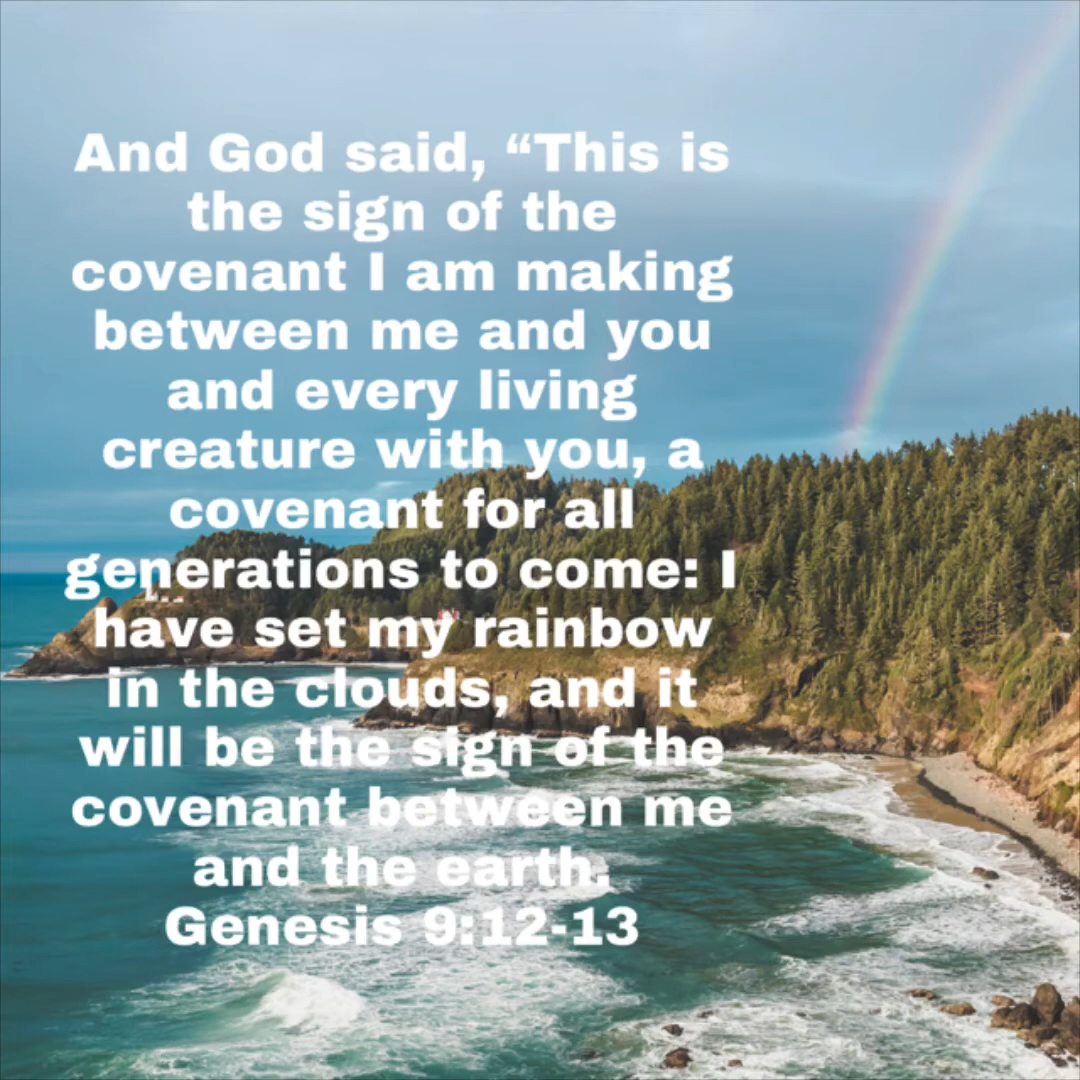 And God said, “This is
the sign of the
covenant I am making
between me and you
and every living
creature with you, a
covenant for all
generations to come: I
have set my rainbow
in the clouds, and it
will be the sign of the
covenant between me
and the earth.
Genesis 9:12-13